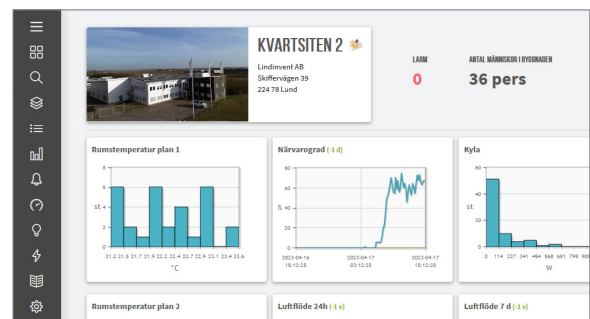 KVARTSITEN 2
Lindinvent AB
Skiffervägen 39
224 78 Lund
LARM
0
ANTAL MÄNNISKOR I BYGGNADEN
36 pers
Rumstemperatur plan 1
8
6
st 4
2
0
21.2 21.5 21.7 21.9 22.2 22.4 22.7 22.9 23.1 23.4 23.6
°C
Närvarograd (-1 d)
80
60
% 40
20
0
2023-04-16 15:12:25
2023-04-17 03:12:25
2023-04-17 15:12:25
Kyla
60
40
st
20
0
0 114 227 341 454 568 681 795
W
Rumstemperatur plan 2
Luftflöde 24h (-1 v)
Luftflöde 7 d (-1 v)